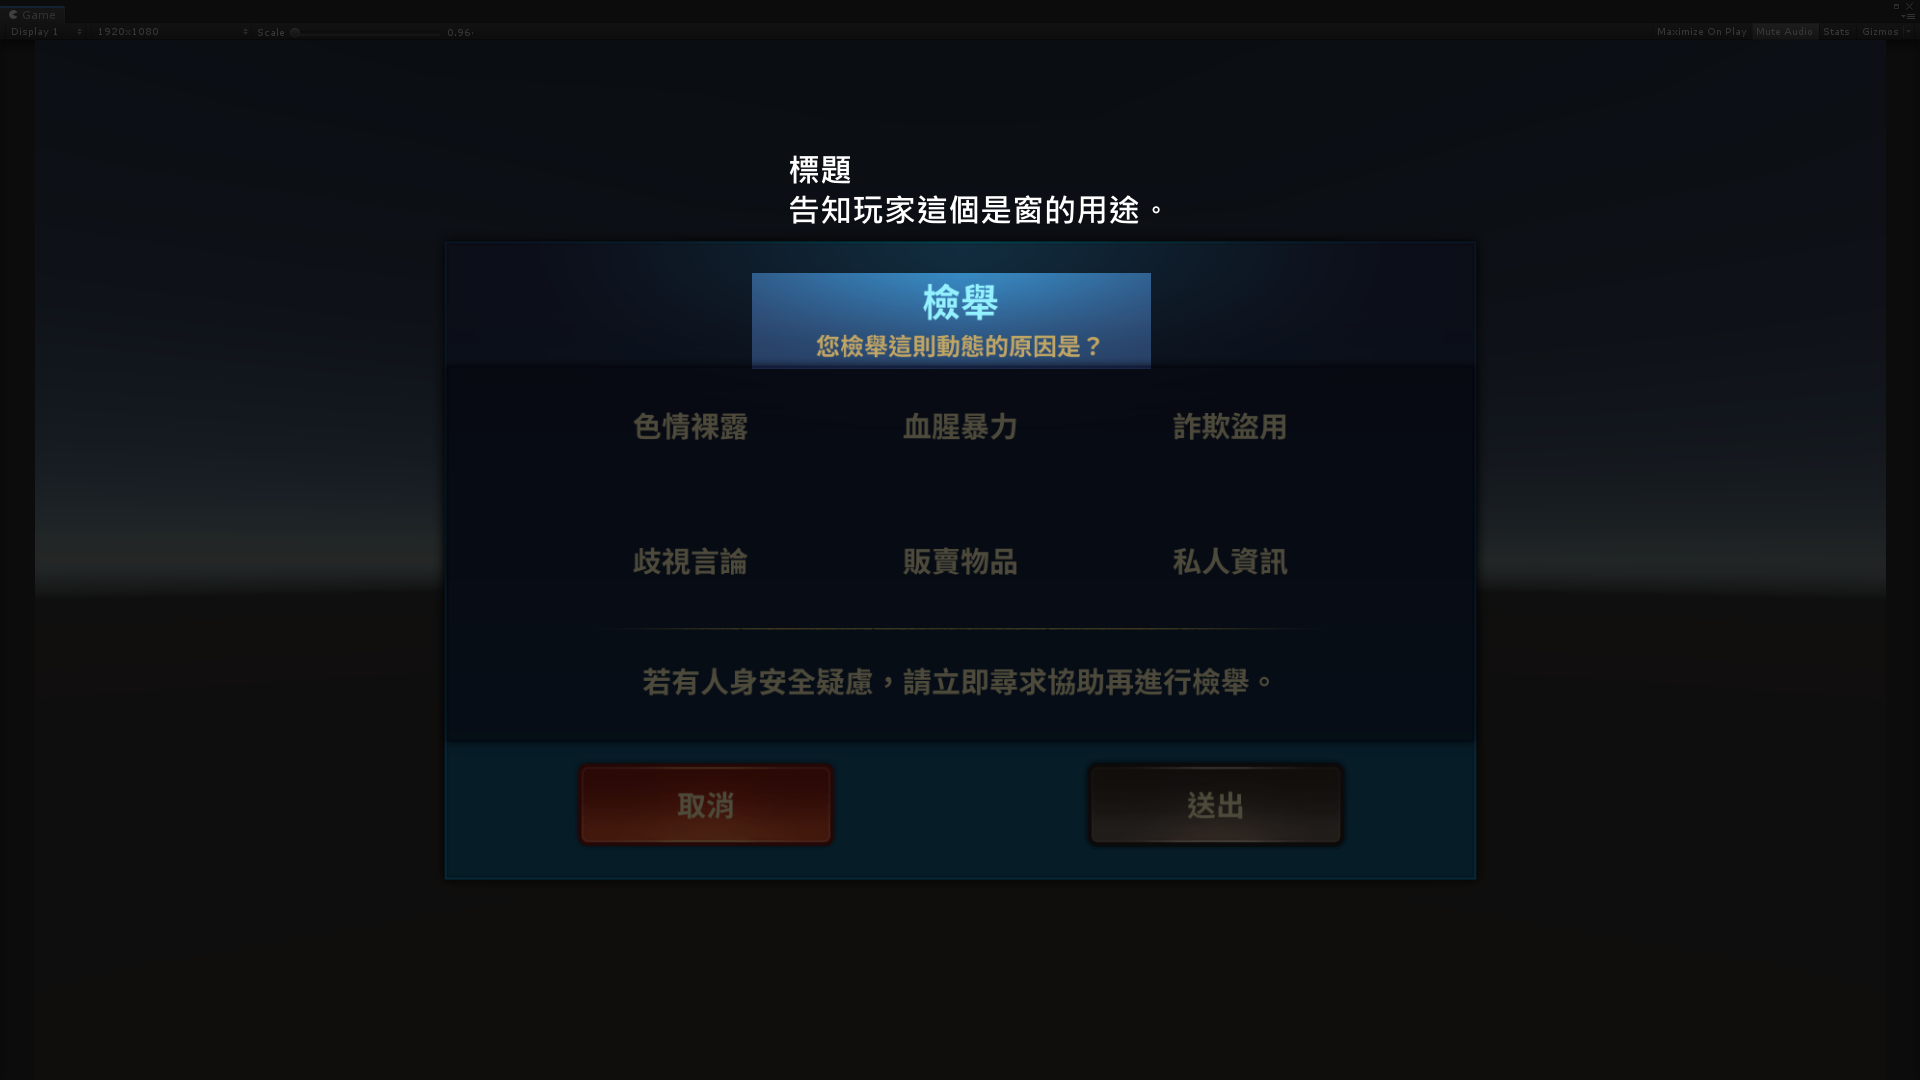 Game
Display 1 1920x1080 Scale 0.96 Maximize On Play Mute Audio Stats Gizmos
標題
告知玩家這個是窗的用途。
檢舉
您檢舉這則動態的原因是？
色情裸露 血腥暴力 詐欺盜用
歧視言論 販賣物品 私人資訊
若有人身安全疑慮，請立即尋求協助再進行檢舉。
取消 送出